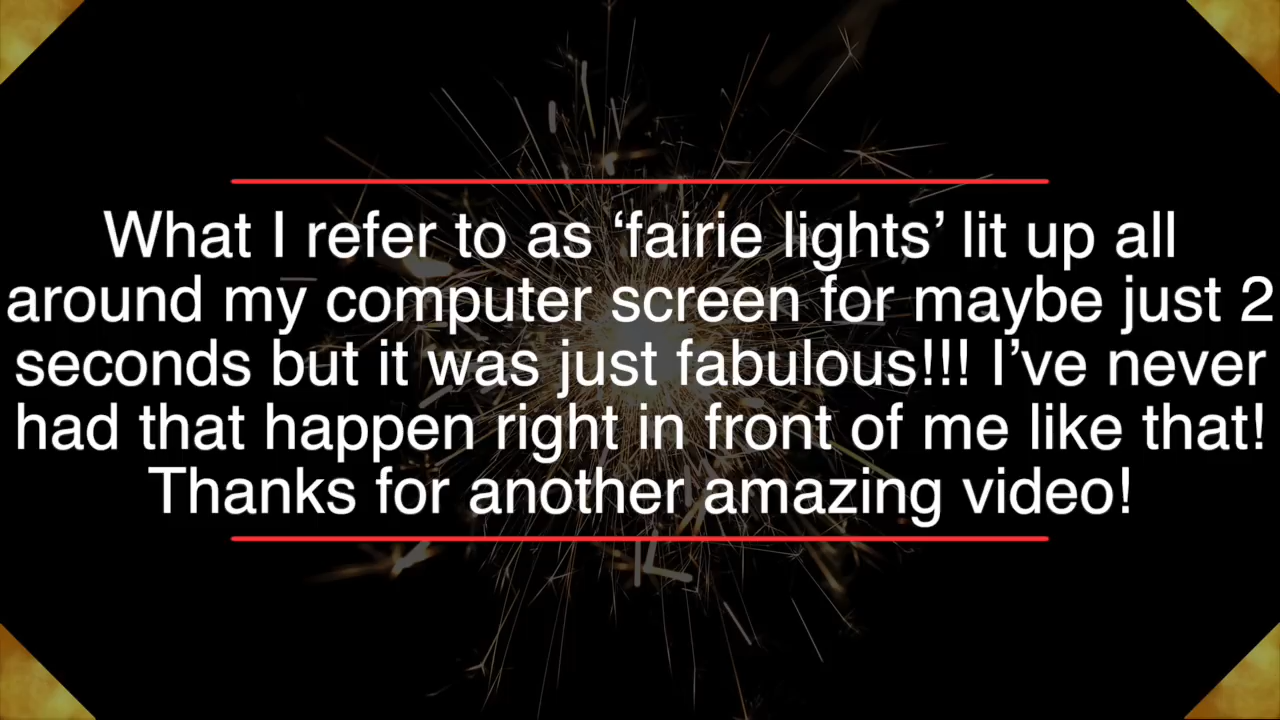 What I refer to as ‘fairie lights’ lit up all
around my computer screen for maybe just 2
seconds but it was just fabulous!!! I’ve never
had that happen right in front of me like that!
Thanks for another amazing video!